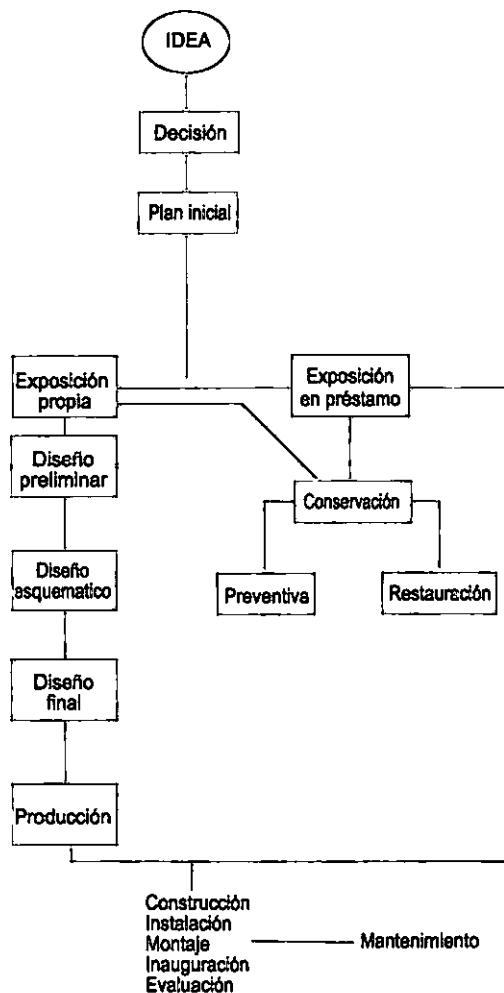 IDEA
Decisión
Plan inicial
Exposición
propia
Exposición
en préstamo
Diseño
preliminar
Conservación
Diseño
esquematico
Preventiva
Restauración
Diseño
final
Producción
Construcción
Instalación
Montaje
Mantenimiento
Inauguración
Evaluación